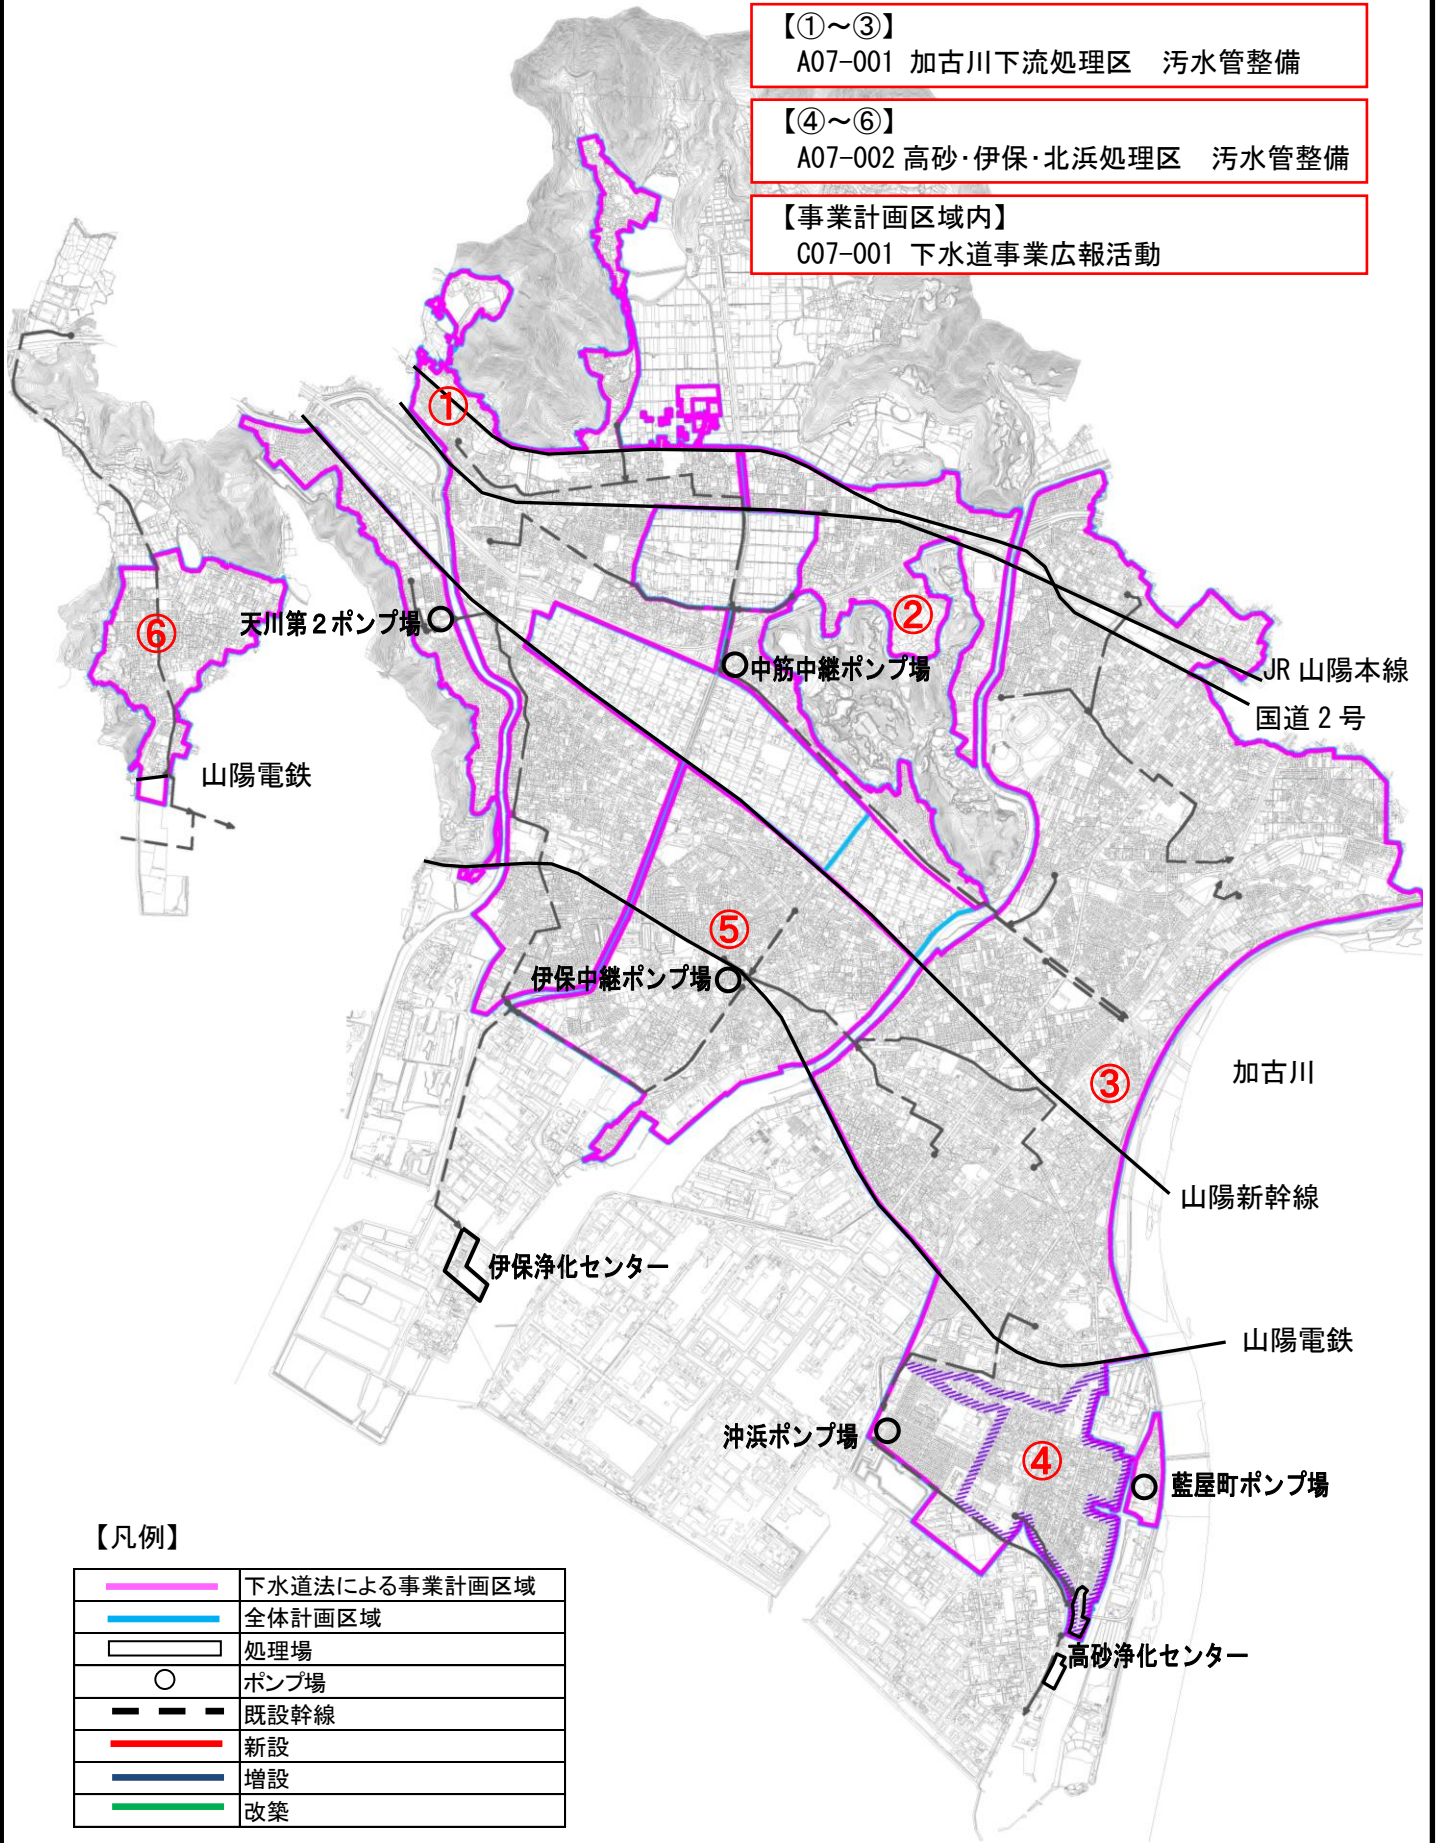 【①～③】
A07-001 加古川下流処理区　汚水管整備
【④～⑥】
A07-002 高砂・伊保・北浜処理区　汚水管整備
【事業計画区域内】
C07-001 下水道事業広報活動
①
②
⑥
天川第２ポンプ場
中筋中継ポンプ場
JR 山陽本線
国道 2 号
山陽電鉄
⑤
伊保中継ポンプ場
③
加古川
山陽新幹線
伊保浄化センター
山陽電鉄
沖浜ポンプ場
④
藍屋町ポンプ場
高砂浄化センター
【凡例】
下水道法による事業計画区域
全体計画区域
処理場
ポンプ場
既設幹線
新設
増設
改築